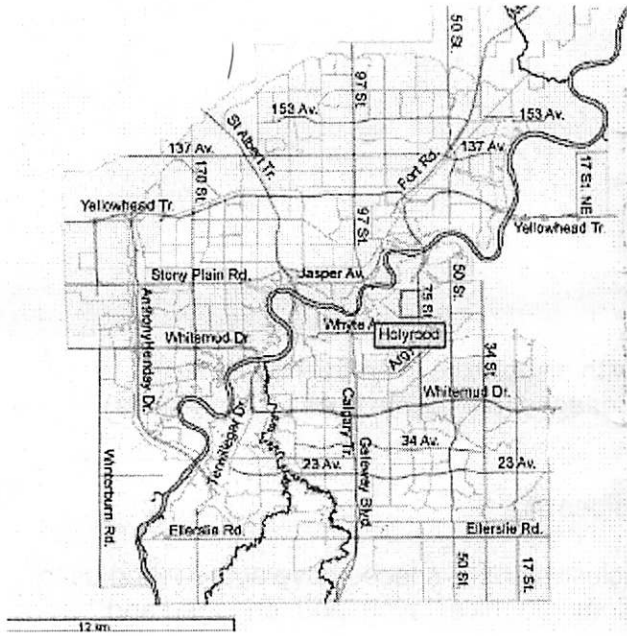 50 St.
97 St.
153 Av.
153 Av.
St Albert Tr.
137 Av.
137 Av.
170 St.
Fort Rd.
17 St. NE
Yellowhead Tr.
97 St.
Yellowhead Tr.
Stony Plain Rd.
Jasper Av.
50 St.
75 St.
Anthony Henday Dr.
Whitemud Dr
Whyte A
Holyrood
Argy
34 St.
Whitemud Dr.
Terwillegar Dr.
Calgary Tr.
34 Av.
23 Av.
23 Av.
Gateway Blvd
Winterburn Rd.
Ellerslie Rd.
Ellerslie Rd.
50 St.
17 St.
12 km